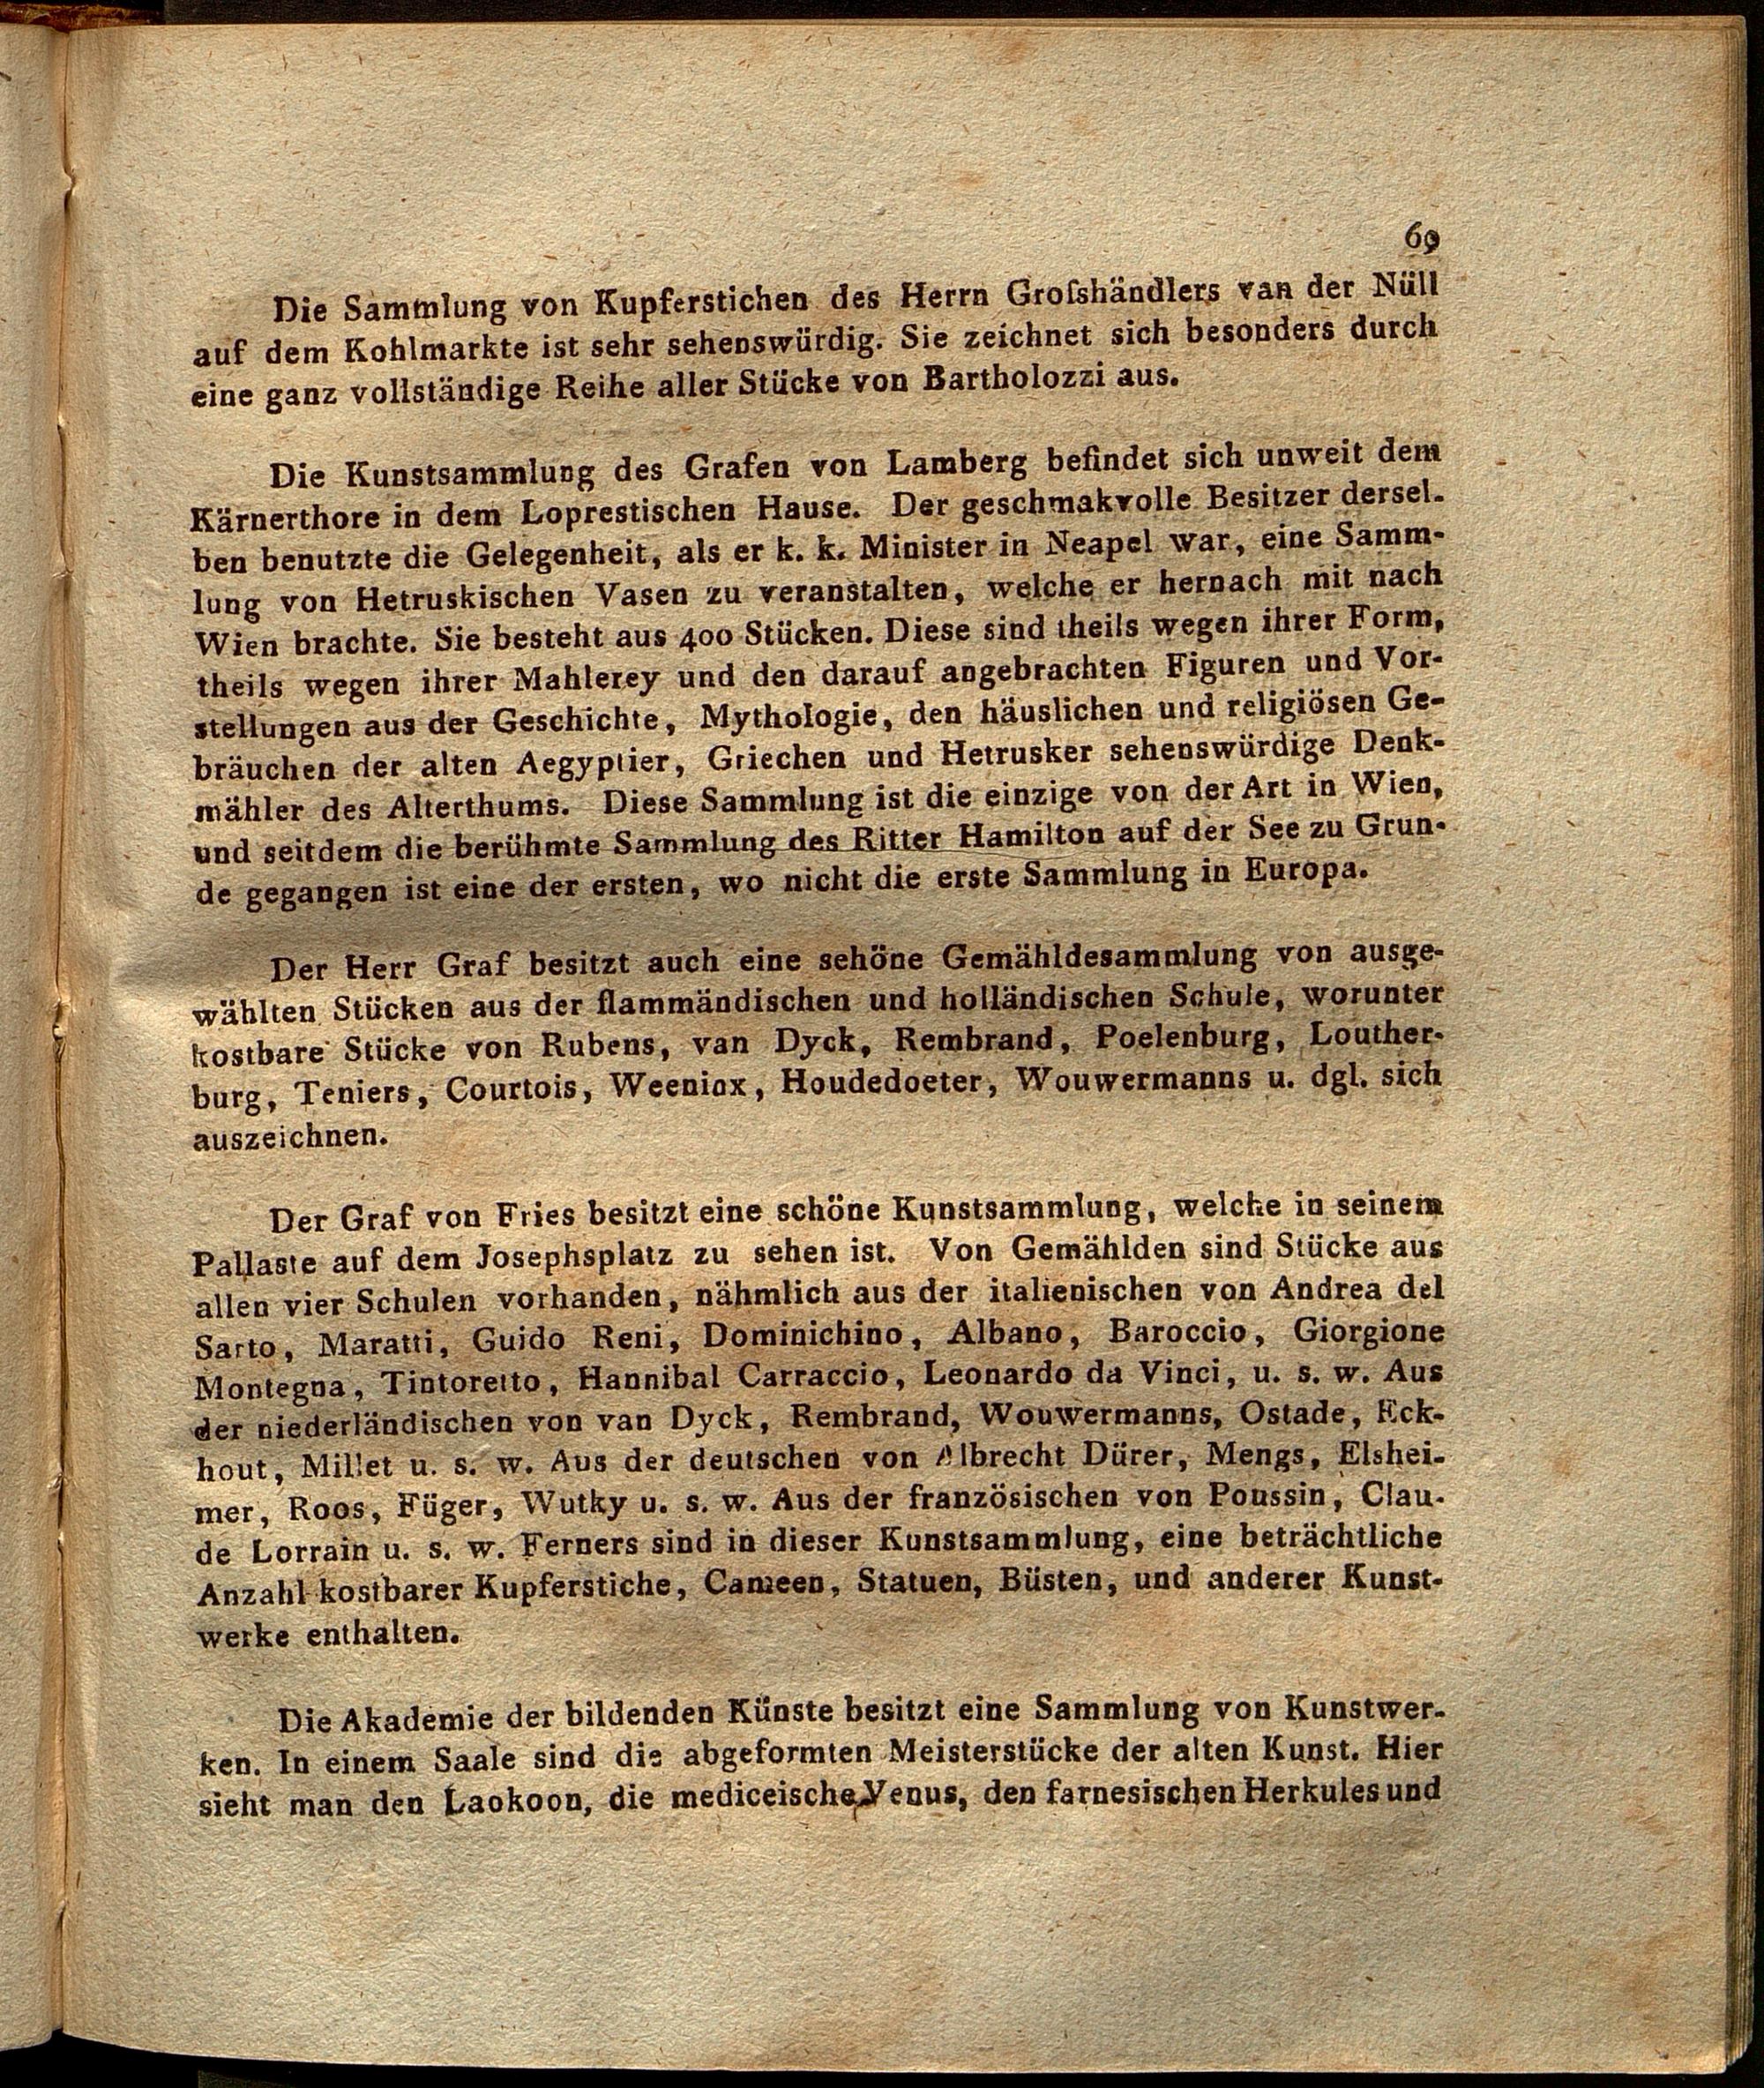 69
Die Sammlung von Kupferstichen des Herrn Groſshändlers van der Nüll
auf dem Kohlmarkte ist sehr sehenswürdig. Sie zeichnet sich besonders durch
eine ganz vollständige Reihe aller Stücke von Bartholozzi aus.
Die Kunstsammlung des Grafen von Lamberg befindet sich unweit dem
Kärnerthore in dem Loprestischen Hause. Der geschmakvolle Besitzer dersel-
ben benutzte die Gelegenheit, als er k. k. Minister in Neapel war, eine Samm-
lung von Hetruskischen Vasen zu veranstalten, welche er hernach mit nach
Wien brachte. Sie besteht aus 400 Stücken. Diese sind theils wegen ihrer Form,
theils wegen ihrer Mahlerey und den darauf angebrachten Figuren und Vor-
stellungen aus der Geschichte, Mythologie, den häuslichen und religiösen Ge-
bräuchen der alten Aegyptier, Griechen und Hetrusker sehenswürdige Denk-
mähler des Alterthums. Diese Sammlung ist die einzige von der Art in Wien,
und seitdem die berühmte Sammlung des Ritter Hamilton auf der See zu Grun-
de gegangen ist eine der ersten, wo nicht die erste Sammlung in Europa.
Der Herr Graf besitzt auch eine sehöne Gemähldesammlung von ausge-
wählten Stücken aus der flammändischen und holländischen Schule, worunter
kostbare Stücke von Rubens, van Dyck, Rembrand, Poelenburg, Louther-
burg, Teniers, Courtois, Weeniox, Houdedoeter, Wouwermanns u. dgl. sich
auszeichnen.
Der Graf von Fries besitzt eine schöne Kunstsammlung, welche in seinem
Pallaste auf dem Josephsplatz zu sehen ist. Von Gemählden sind Stücke aus
allen vier Schulen vorhanden, nähmlich aus der italienischen von Andrea del
Sarto, Maratti, Guido Reni, Dominichino, Albano, Baroccio, Giorgione
Montegna, Tintoretto, Hannibal Carraccio, Leonardo da Vinci, u. s. w. Aus
der niederländischen von van Dyck, Rembrand, Wouwermanns, Ostade, Eck-
hout, Millet u. s. w. Aus der deutschen von Albrecht Dürer, Mengs, Elshei-
mer, Roos, Füger, Wutky u. s. w. Aus der französischen von Poussin, Clau-
de Lorrain u. s. w. Ferners sind in dieser Kunstsammlung, eine beträchtliche
Anzahl kostbarer Kupferstiche, Cameen, Statuen, Büsten, und anderer Kunst-
werke enthalten.
Die Akademie der bildenden Künste besitzt eine Sammlung von Kunstwer-
ken. In einem Saale sind die abgeformten Meisterstücke der alten Kunst. Hier
sieht man den Laokoon, die mediceische Venus, den farnesischen Herkules und